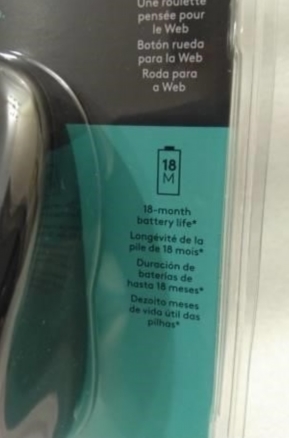 Une roulette
pensée pour
le Web
Botón rueda
para la Web
Roda para
a Web
18
M
18-month
battery life*
Longévité de la
pile de 18 mois*
Duración de
baterías de
hasta 18 meses*
Dezoito meses
de vida útil das
pilhas*